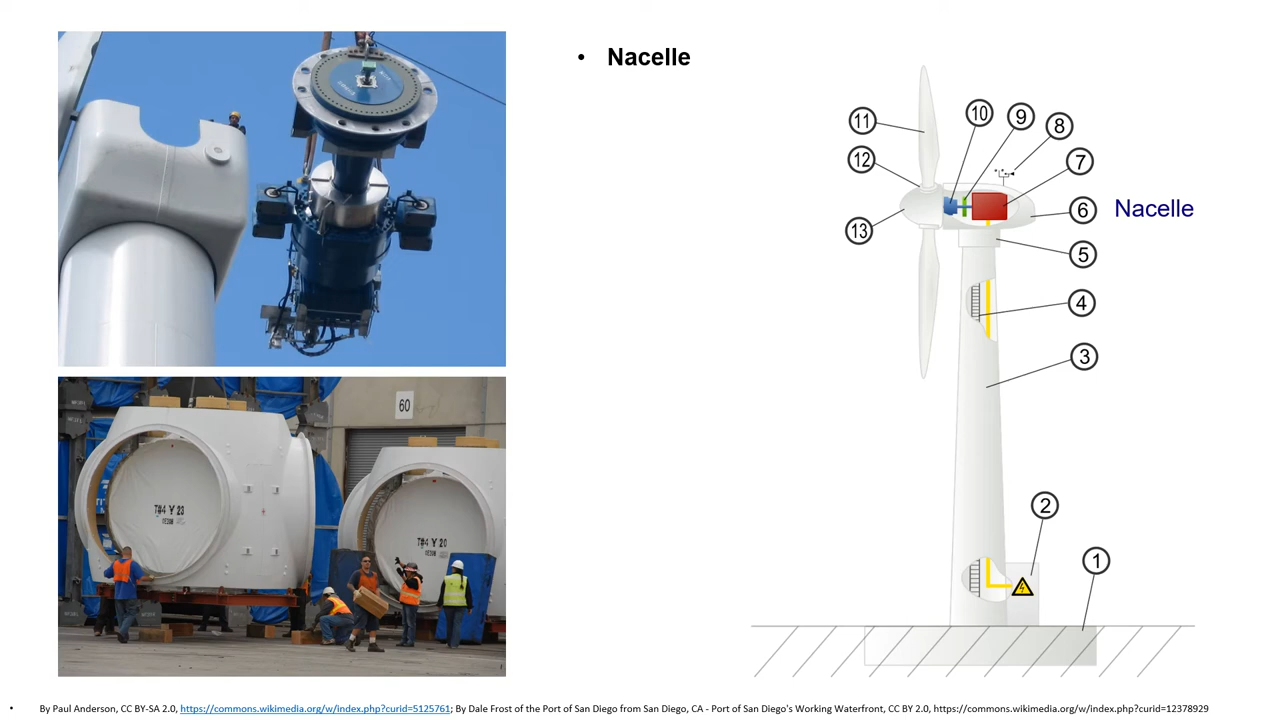 • Nacelle
60
T#4 Y 23
T#4 Y 20
11
12
13
10
9
8
7
6
Nacelle
5
4
3
2
1
• By Paul Anderson, CC BY-SA 2.0, https://commons.wikimedia.org/w/index.php?curid=5125761; By Dale Frost of the Port of San Diego from San Diego, CA - Port of San Diego's Working Waterfront, CC BY 2.0, https://commons.wikimedia.org/w/index.php?curid=12378929